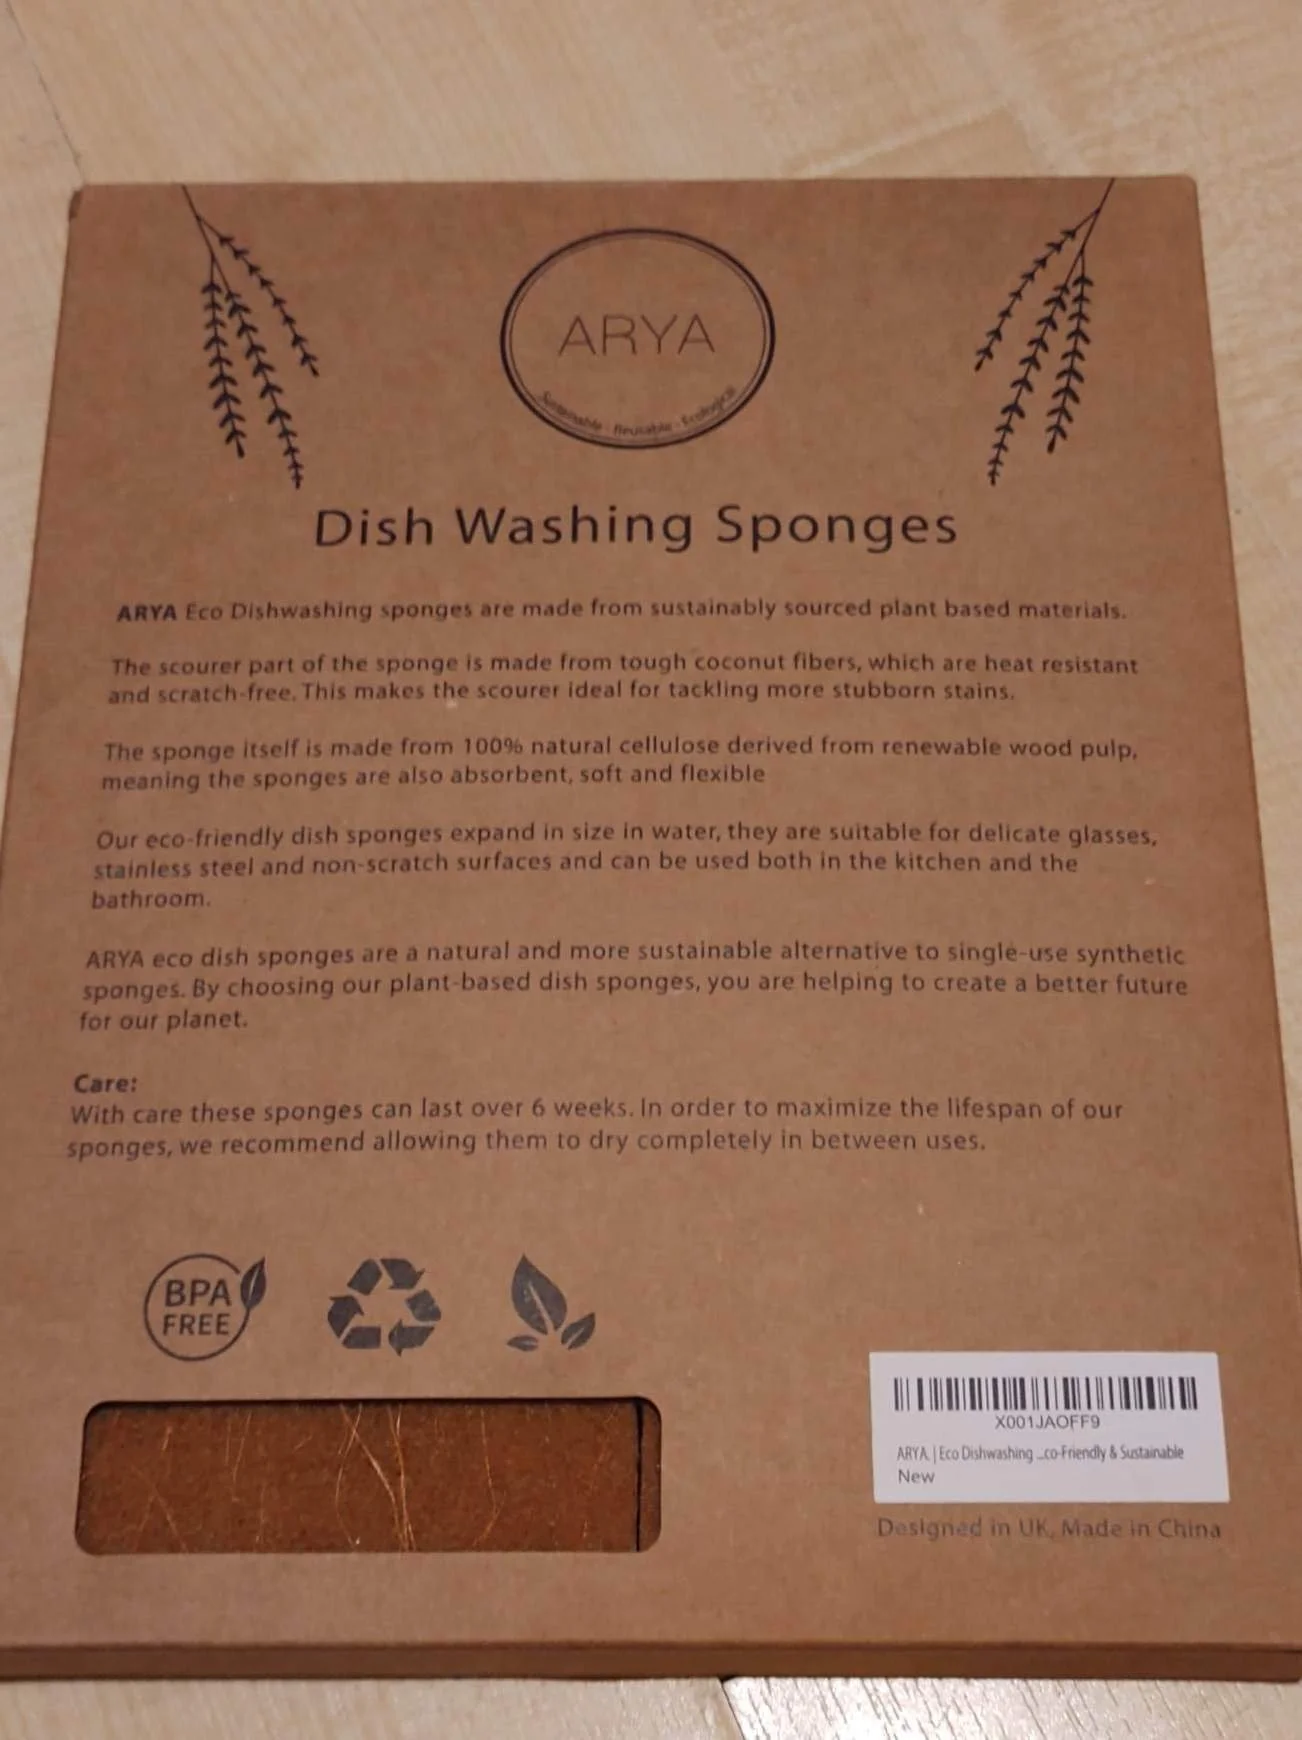 ARYA
Sustainable · Reusable · Ecological
Dish Washing Sponges
ARYA Eco Dishwashing sponges are made from sustainably sourced plant based materials.
The scourer part of the sponge is made from tough coconut fibers, which are heat resistant
and scratch-free. This makes the scourer ideal for tackling more stubborn stains.
The sponge itself is made from 100% natural cellulose derived from renewable wood pulp,
meaning the sponges are also absorbent, soft and flexible
Our eco-friendly dish sponges expand in size in water, they are suitable for delicate glasses,
stainless steel and non-scratch surfaces and can be used both in the kitchen and the
bathroom.
ARYA eco dish sponges are a natural and more sustainable alternative to single-use synthetic
sponges. By choosing our plant-based dish sponges, you are helping to create a better future
for our planet.
Care:
With care these sponges can last over 6 weeks. In order to maximize the lifespan of our
sponges, we recommend allowing them to dry completely in between uses.
BPA
FREE
X001JAOFF9
ARYA. | Eco Dishwashing ...co-Friendly & Sustainable
New
Designed in UK, Made in China